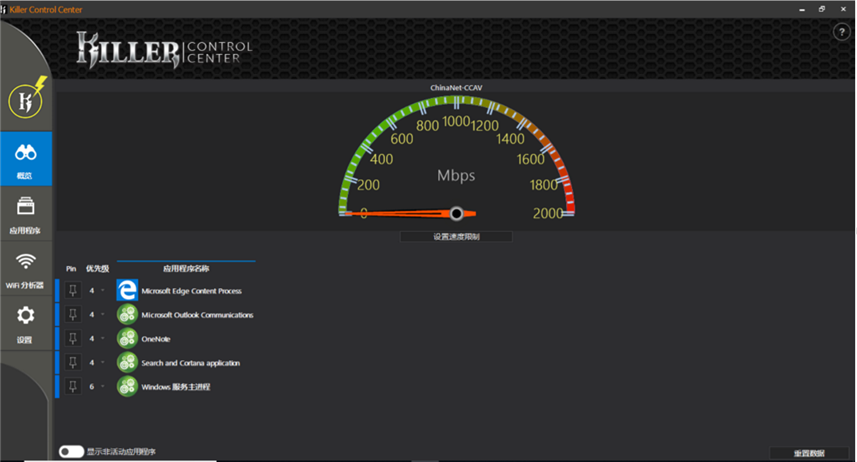 Killer Control Center
KILLER CONTROL CENTER
?
ChinaNet-CCAV
0 200 400 600 800 1000 1200 1400 1600 1800 2000
Mbps
设置速度限制
概览
应用程序
WiFi 分析器
设置
Pin 优先级 应用程序名称
4 Microsoft Edge Content Process
4 Microsoft Outlook Communications
4 OneNote
4 Search and Cortana application
6 Windows 服务主进程
显示非活动应用程序
重置数据